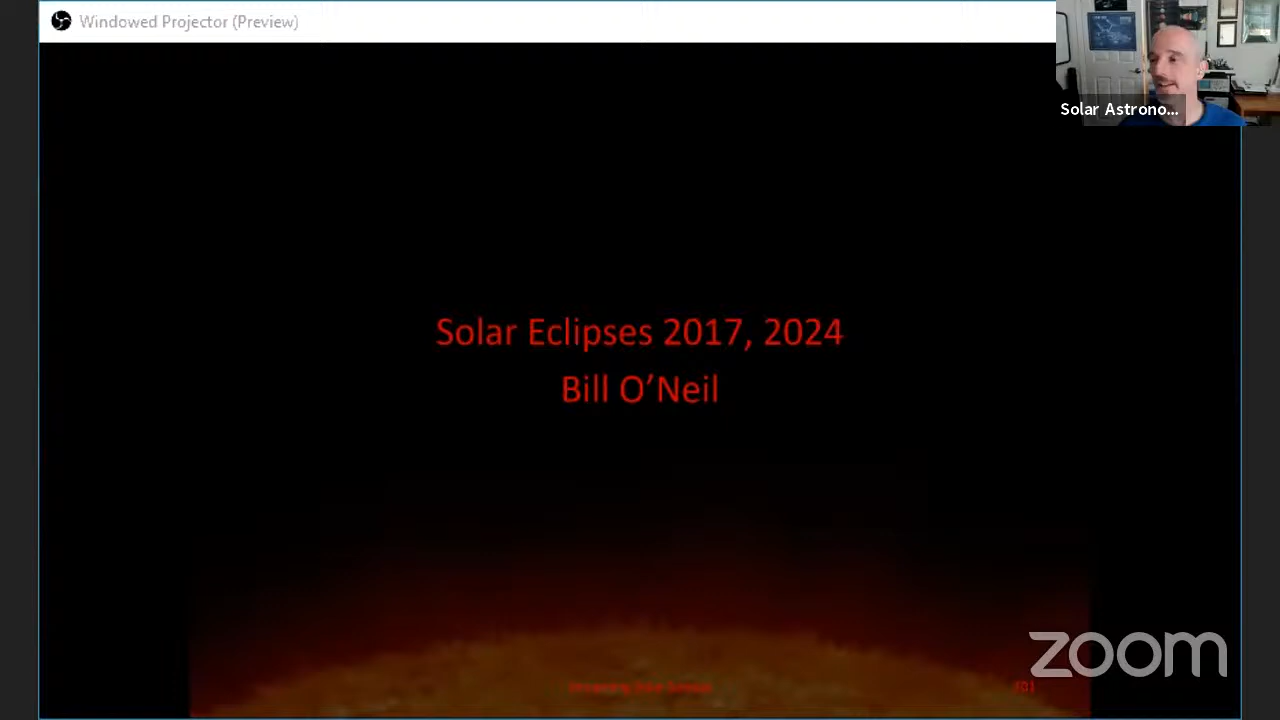 Windowed Projector (Preview)
Solar Astrono...
Solar Eclipses 2017, 2024
Bill O’Neil
zoom